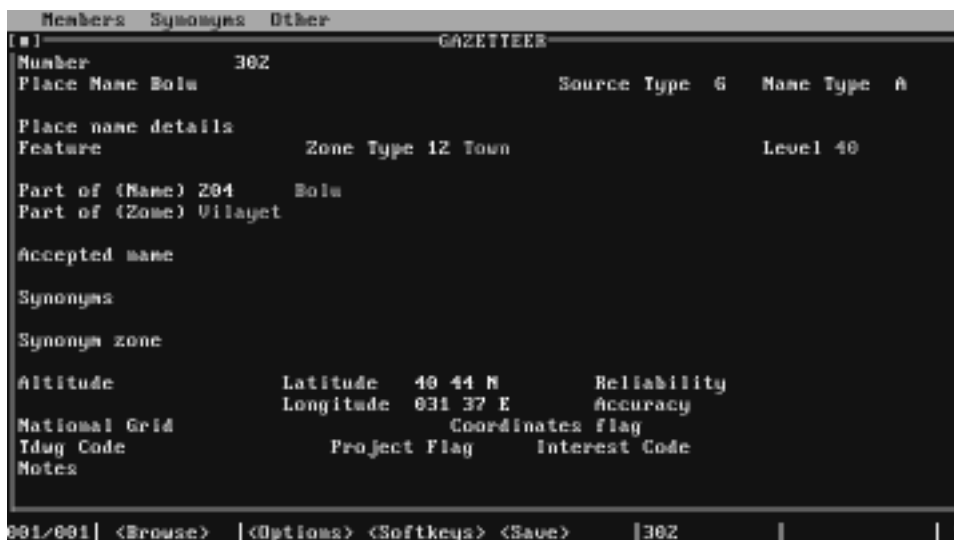 Members Synonyms Other
[■] GAZETTEER
Number 302
Place Name Bolu Source Type G Name Type A
Place name details
Feature Zone Type 12 Town Level 40
Part of (Name) 204 Bolu
Part of (Zone) Vilayet
Accepted name
Synonyms
Synonym zone
Altitude Latitude 40 44 N Reliability
Longitude 031 37 E Accuracy
National Grid Coordinates flag
Tdwg Code Project Flag Interest Code
Notes
001/001| <Browse> |<Options> <Softkeys> <Save> |302 | |